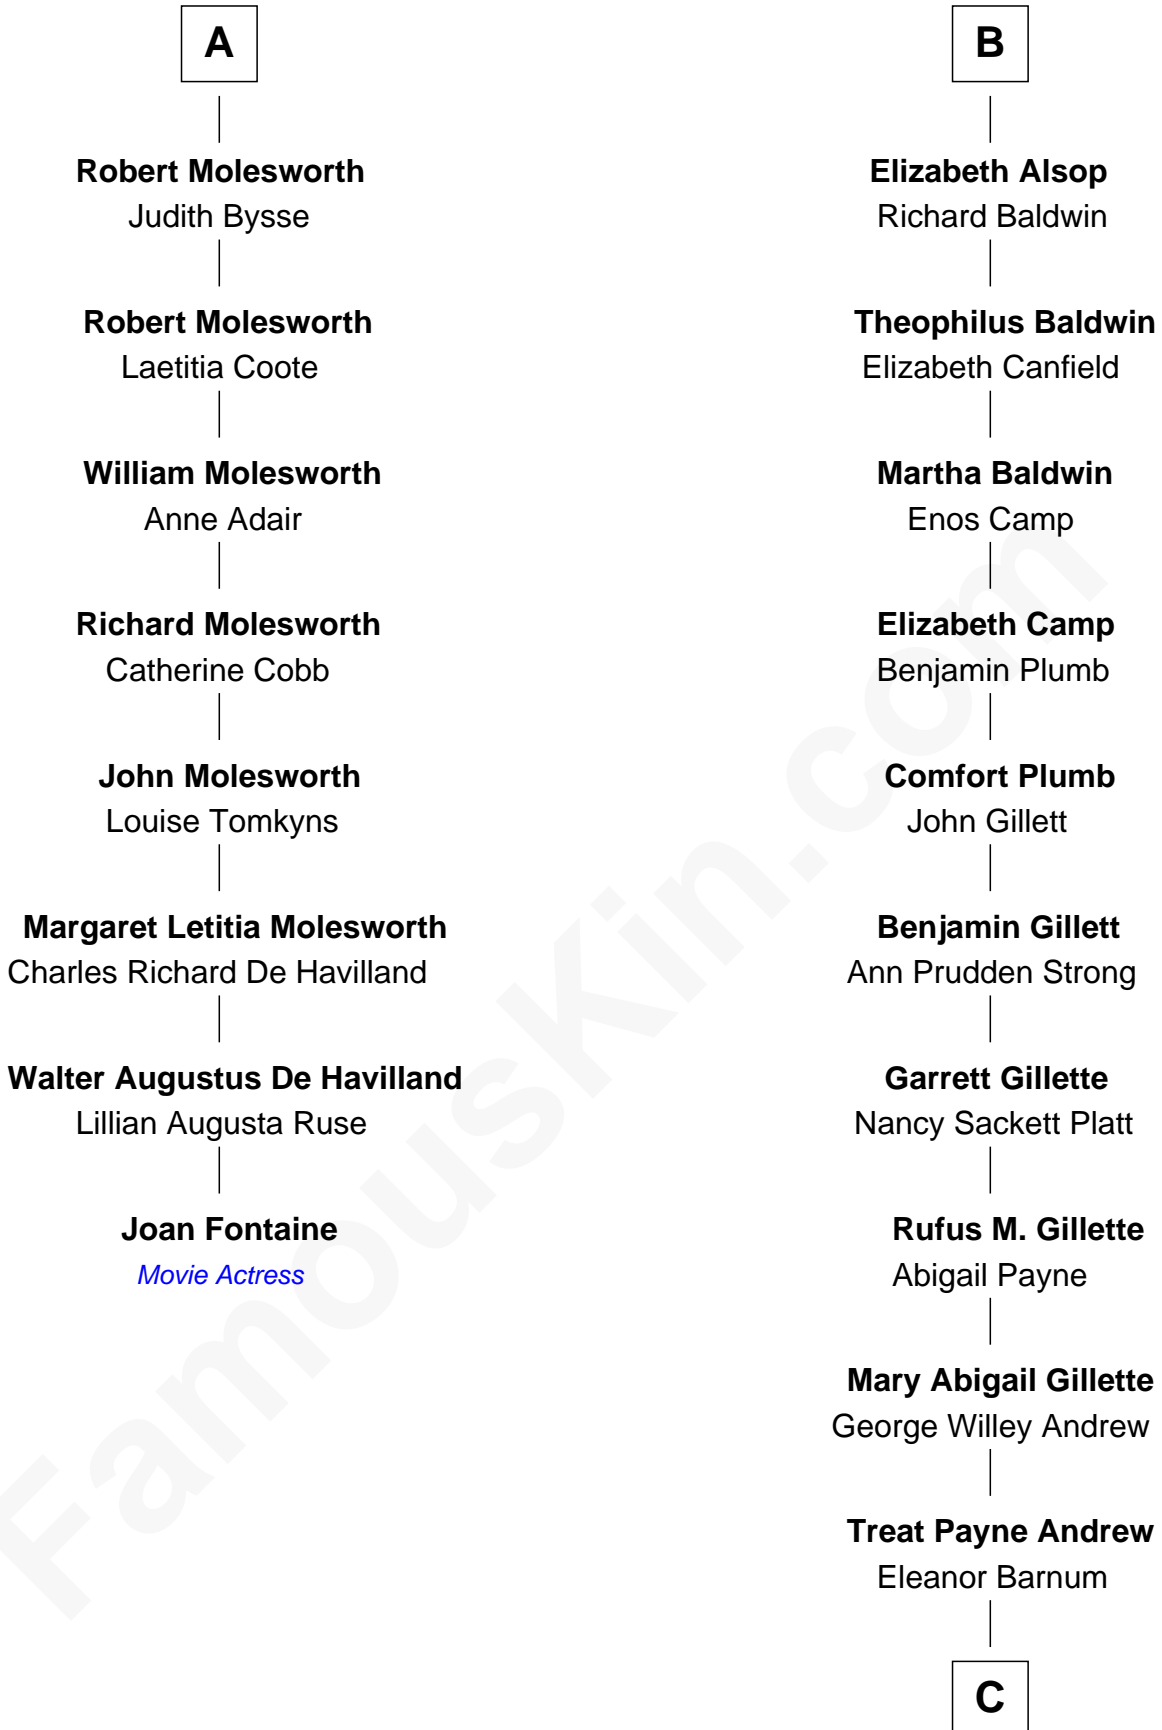 A
Robert Molesworth
Judith Bysse
Robert Molesworth
Laetitia Coote
William Molesworth
Anne Adair
Richard Molesworth
Catherine Cobb
John Molesworth
Louise Tomkyns
Margaret Letitia Molesworth
Charles Richard De Havilland
Walter Augustus De Havilland
Lillian Augusta Ruse
Joan Fontaine
Movie Actress
B
Elizabeth Alsop
Richard Baldwin
Theophilus Baldwin
Elizabeth Canfield
Martha Baldwin
Enos Camp
Elizabeth Camp
Benjamin Plumb
Comfort Plumb
John Gillett
Benjamin Gillett
Ann Prudden Strong
Garrett Gillette
Nancy Sackett Platt
Rufus M. Gillette
Abigail Payne
Mary Abigail Gillette
George Willey Andrew
Treat Payne Andrew
Eleanor Barnum
C
FamousKin.com